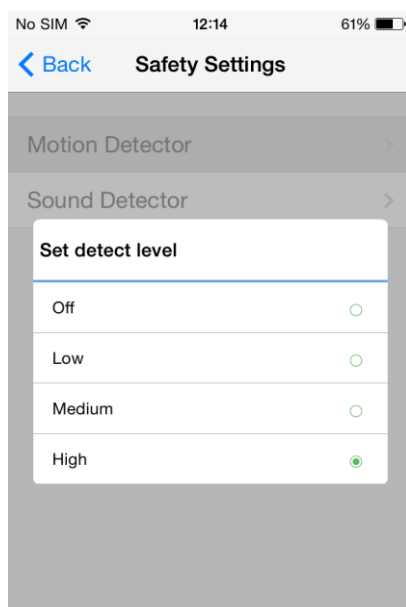 No SIM 12:14 61%
Back Safety Settings
Motion Detector
Sound Detector
Set detect level
Off
Low
Medium
High